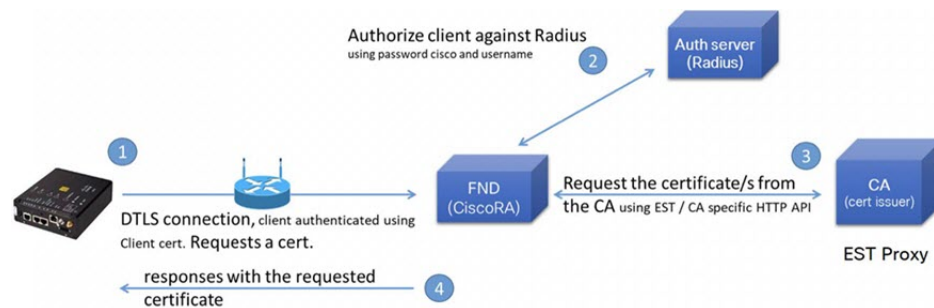 Authorize client against Radius
using password cisco and username
2
Auth server
(Radius)
1
3
FND
(CiscoRA)
Request the certificate/s from
the CA using EST / CA specific HTTP API
CA
(cert issuer)
DTLS connection, client authenticated using
Client cert. Requests a cert.
EST Proxy
responses with the requested
certificate
4